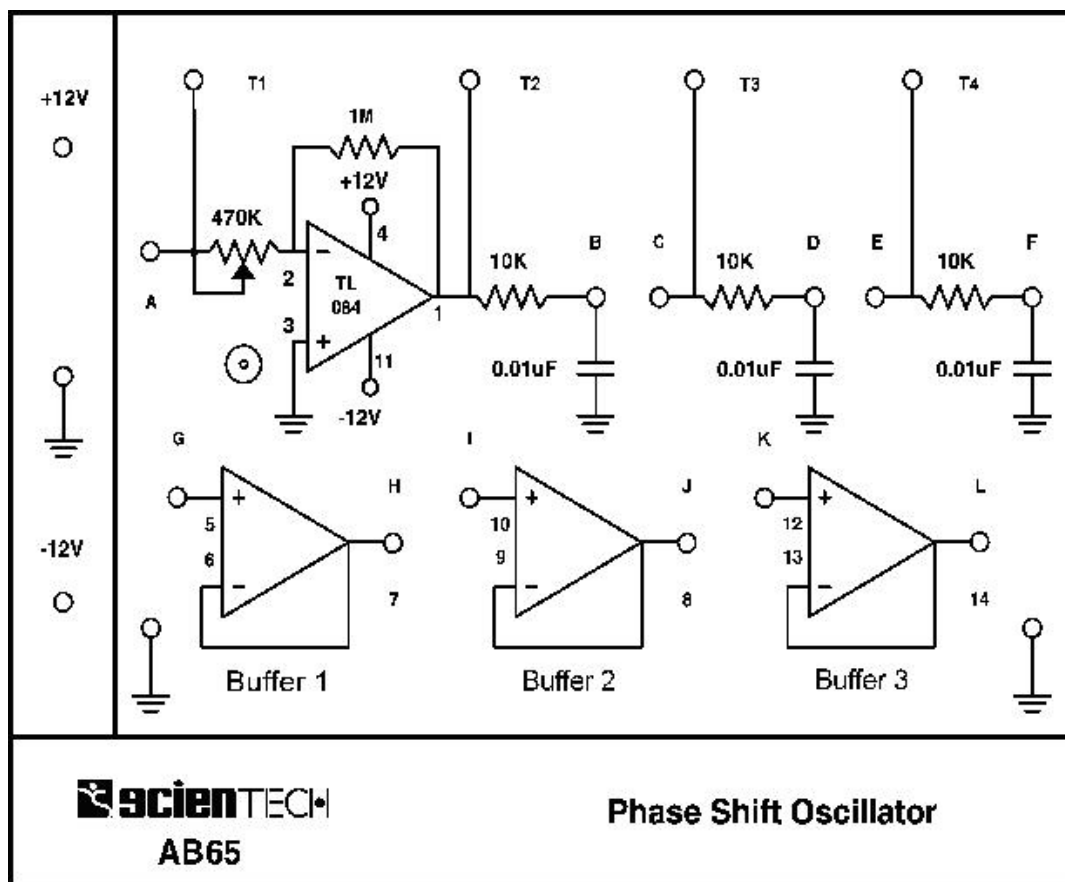 T1
T2
T3
T4
+12V
1M
+12V
470K
4
A
2
TL
084
1
10K
B
C
10K
D
E
10K
F
3
11
-12V
0.01uF
0.01uF
0.01uF
G
H
I
J
K
L
5
6
7
10
9
8
12
13
14
-12V
Buffer 1
Buffer 2
Buffer 3
scienTECH
AB65
Phase Shift Oscillator